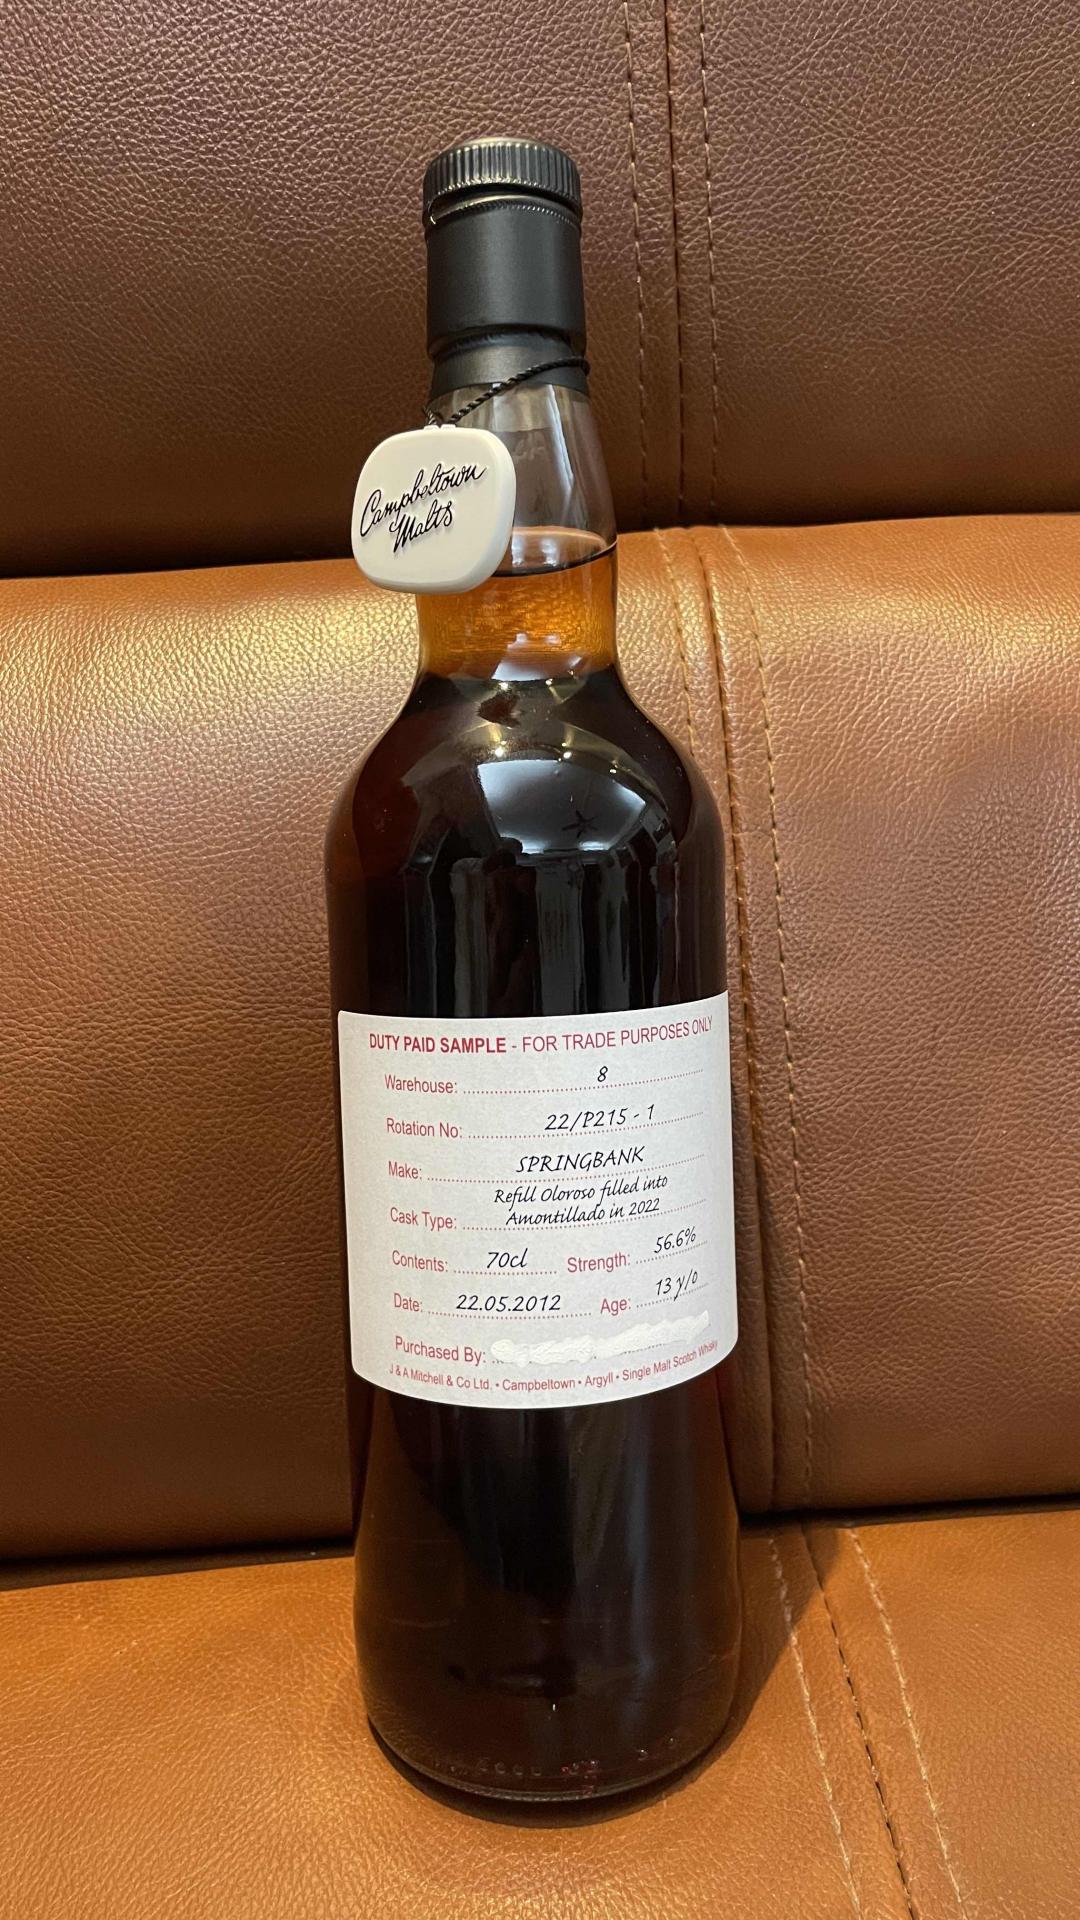 Campbeltown
Malts
DUTY PAID SAMPLE - FOR TRADE PURPOSES ONLY
Warehouse: 8
Rotation No: 22/P215 - 1
Make: SPRINGBANK
Refill Oloroso filled into
Cask Type: Amontillado in 2022
Contents: 70cl Strength: 56.6%
Date: 22.05.2012 Age: 13 y/o
Purchased By:
J & A Mitchell & Co Ltd. • Campbeltown • Argyll • Single Malt Scotch Whisky